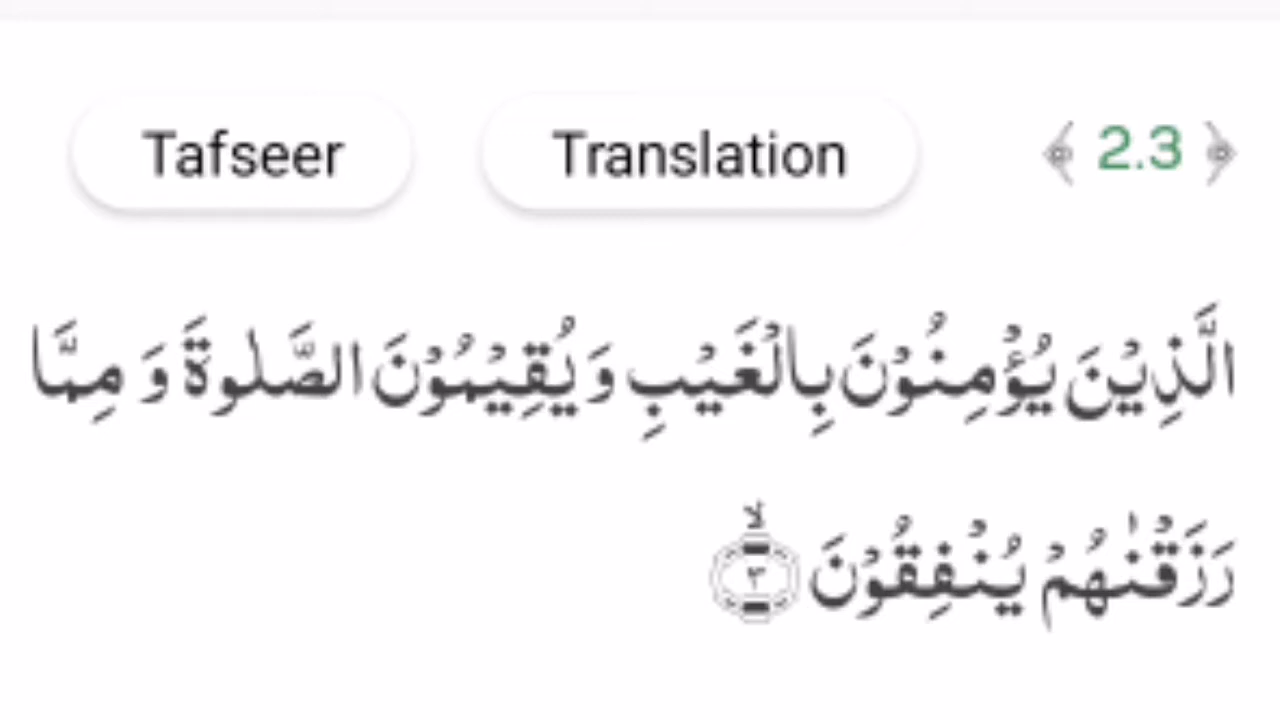 Tafseer Translation 2.3
الَّذِيْنَ يُؤْمِنُوْنَ بِالْغَيْبِ وَيُقِيْمُوْنَ الصَّلٰوةَ وَ مِمَّا
رَزَقْنٰهُمْ يُنْفِقُوْنَ ۙ‏ ٣